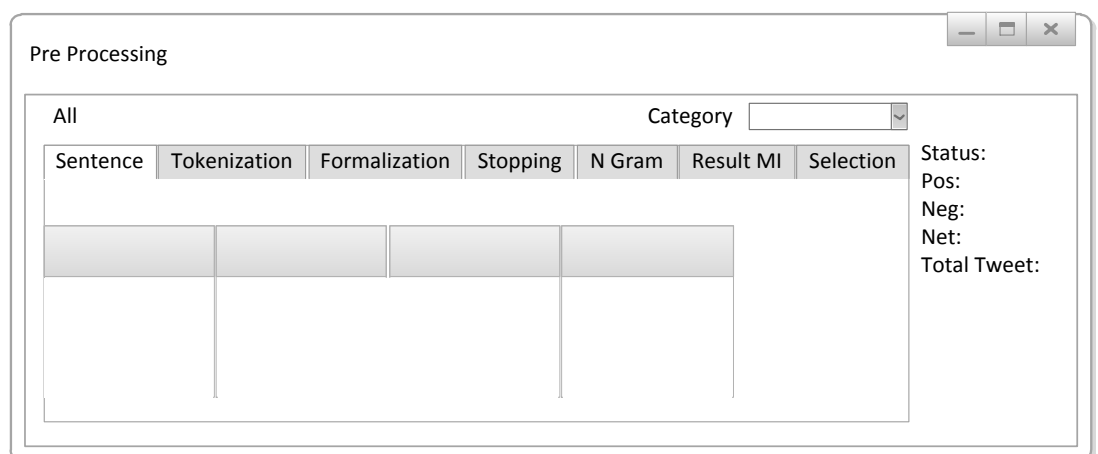 Pre Processing
All
Category
Sentence Tokenization Formalization Stopping N Gram Result MI Selection
Status:
Pos:
Neg:
Net:
Total Tweet: